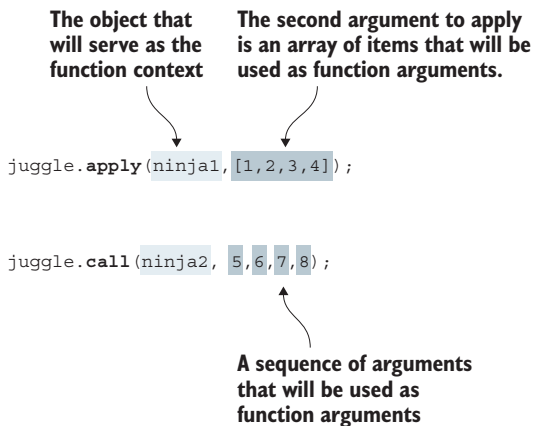 The object that
will serve as the
function context
The second argument to apply
is an array of items that will be
used as function arguments.
juggle.apply(ninja1,[1,2,3,4]);
juggle.call(ninja2, 5,6,7,8);
A sequence of arguments
that will be used as
function arguments